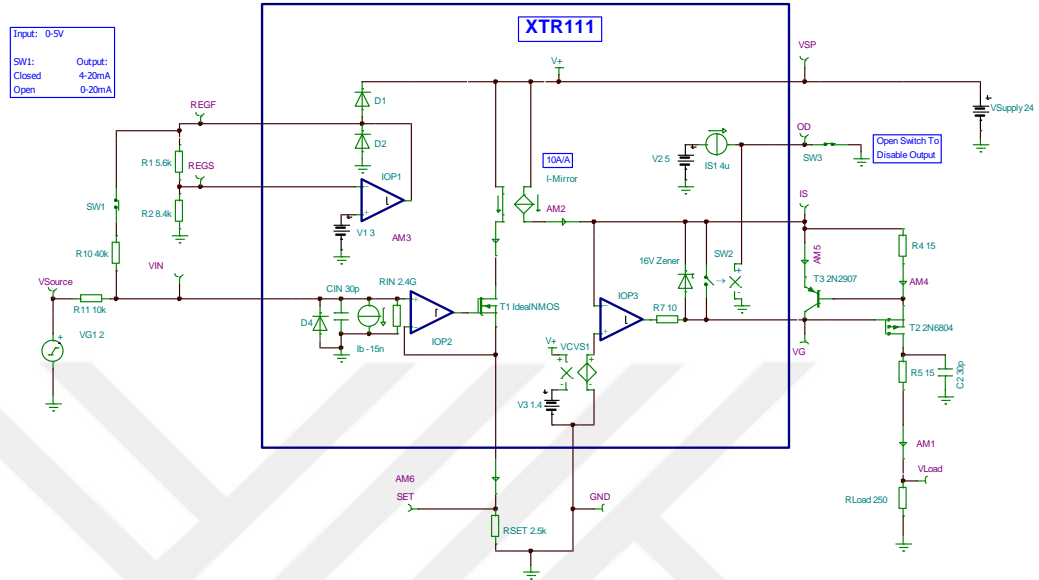 XTR111
Input: 0-5V
SW1: Output:
Closed 4-20mA
Open 0-20mA
VSP
V+
REGF
D1
VSupply 24
OD
Open Switch To
Disable Output
D2
V2 5
IS1 4u
SW3
R1 5.6k
REGS
10A/A
I-Mirror
IOP1
SW1
R2 8.4k
AM2
IS
V1 3
AM3
SW2
R10 40k
16V Zener
AM5
R4 15
VIN
VSource
CIN 30p
RIN 2.4G
T3 2N2907
AM4
R11 10k
T1 IdealNMOS
IOP3
R7 10
D4
T2 2N6804
VG1 2
Ib -15n
IOP2
V+
VCVS1
VG
R5 15
C2 30p
V3 1.4
AM1
AM6
SET
GND
VLoad
RLoad 250
RSET 2.5k